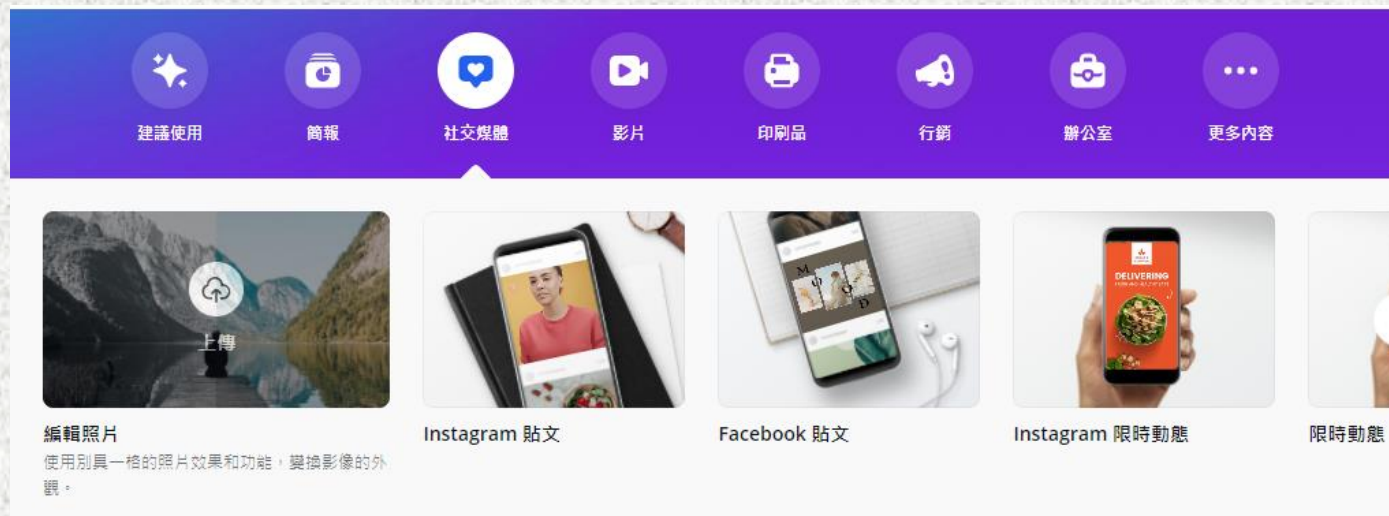 建議使用
簡報
社交媒體
影片
印刷品
行銷
辦公室
更多內容
上傳
M
O
O
D
DELIVERING
編輯照片
使用別具一格的照片效果和功能，變換影像的外
觀。
Instagram 貼文
Facebook 貼文
Instagram 限時動態
限時動態